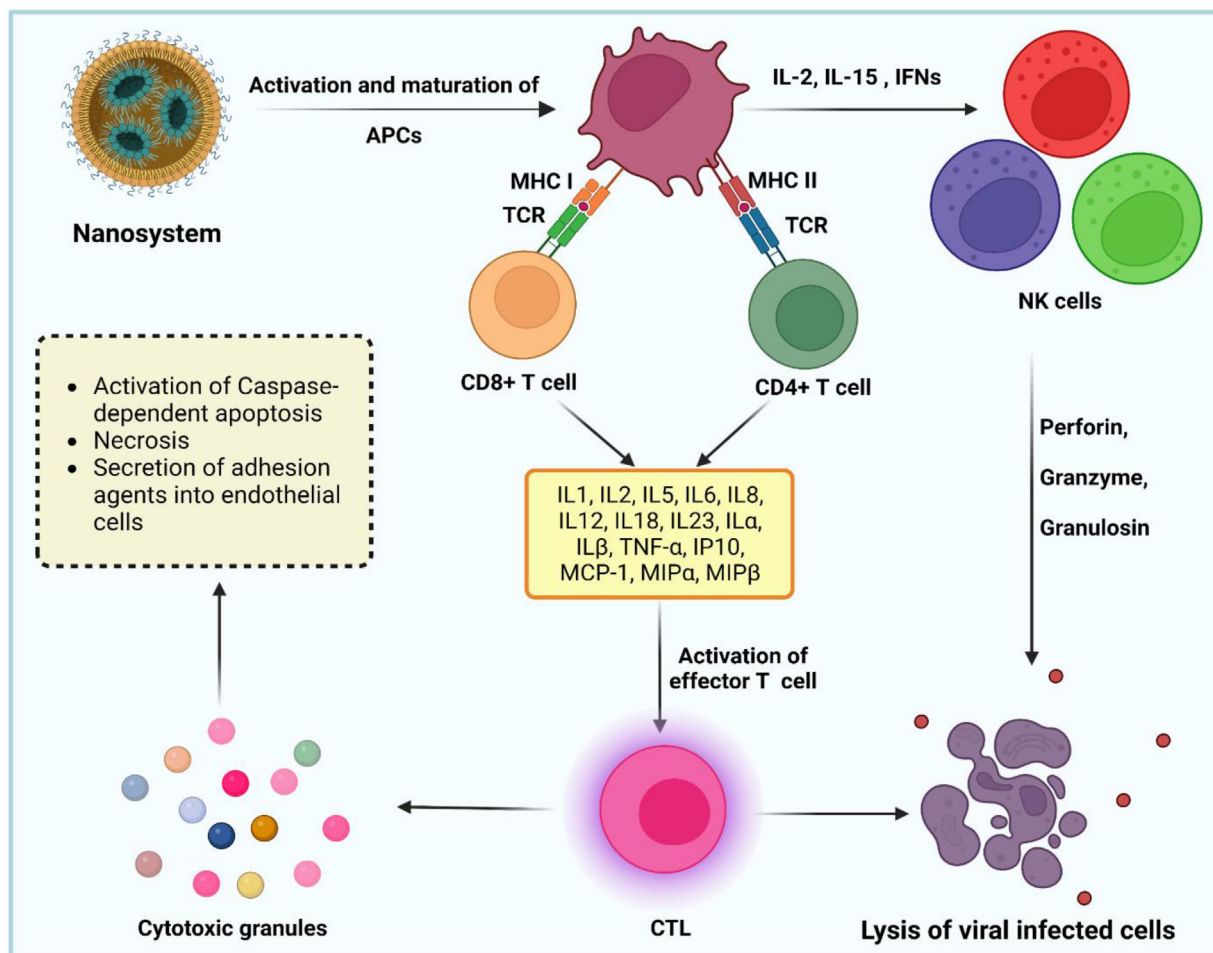 Activation and maturation of
APCs
IL-2, IL-15 , IFNs
Nanosystem
MHC I
TCR
MHC II
TCR
NK cells
CD8+ T cell
CD4+ T cell
• Activation of Caspase-
dependent apoptosis
• Necrosis
• Secretion of adhesion
agents into endothelial
cells
IL1, IL2, IL5, IL6, IL8,
IL12, IL18, IL23, ILα,
ILβ, TNF-α, IP10,
MCP-1, MIPα, MIPβ
Perforin,
Granzyme,
Granulosin
Activation of
effector T cell
Cytotoxic granules
CTL
Lysis of viral infected cells